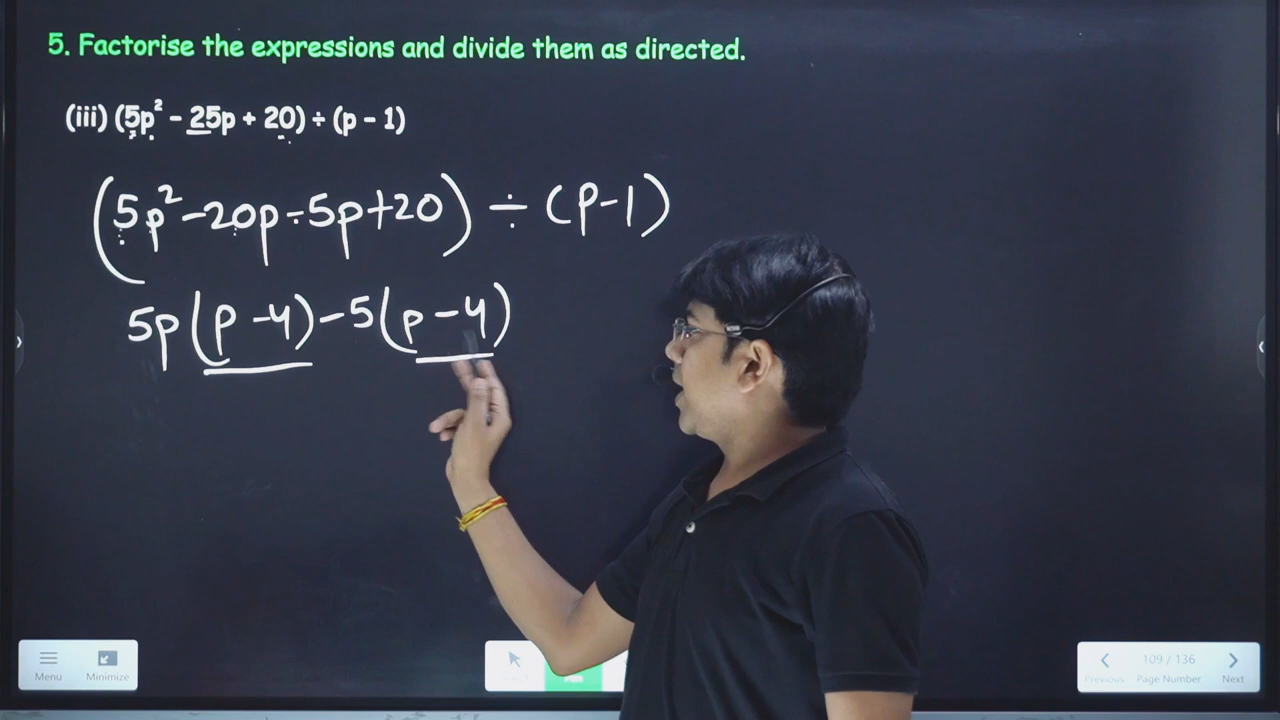 5. Factorise the expressions and divide them as directed.
(iii) (5p² - 25p + 20) ÷ (p - 1)
(5p² - 20p - 5p + 20) ÷ (p - 1)
5p(p - 4) - 5(p - 4)
Menu
Minimize
Previous
109 / 136
Page Number
Next